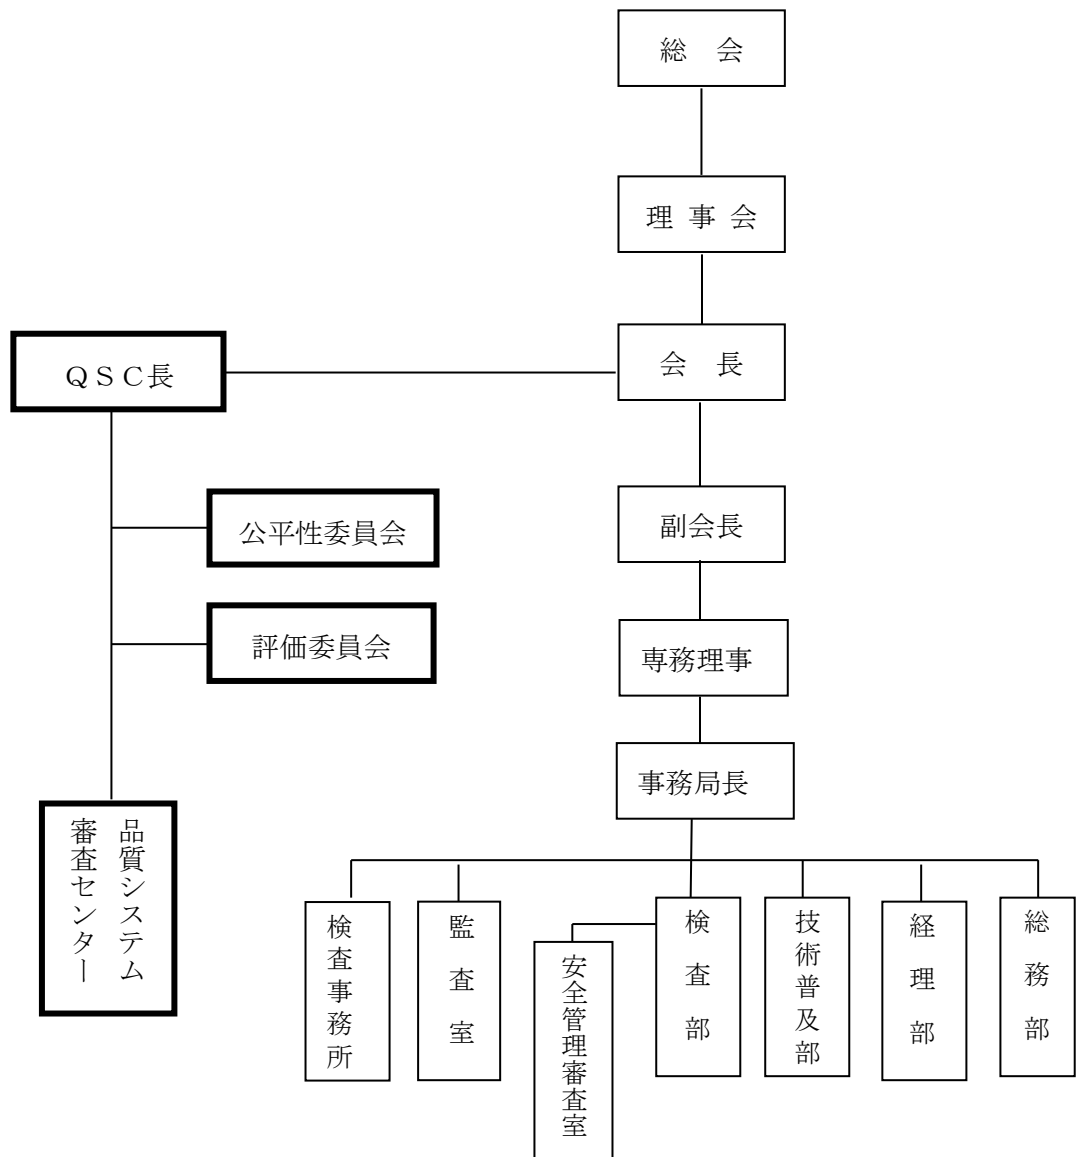 総　会
理 事 会
会　長
ＱＳＣ長
公平性委員会
評価委員会
副会長
専務理事
事務局長
品質システム
審査センター
総務部
経理部
技術普及部
検査部
安全管理審査室
監査室
検査事務所